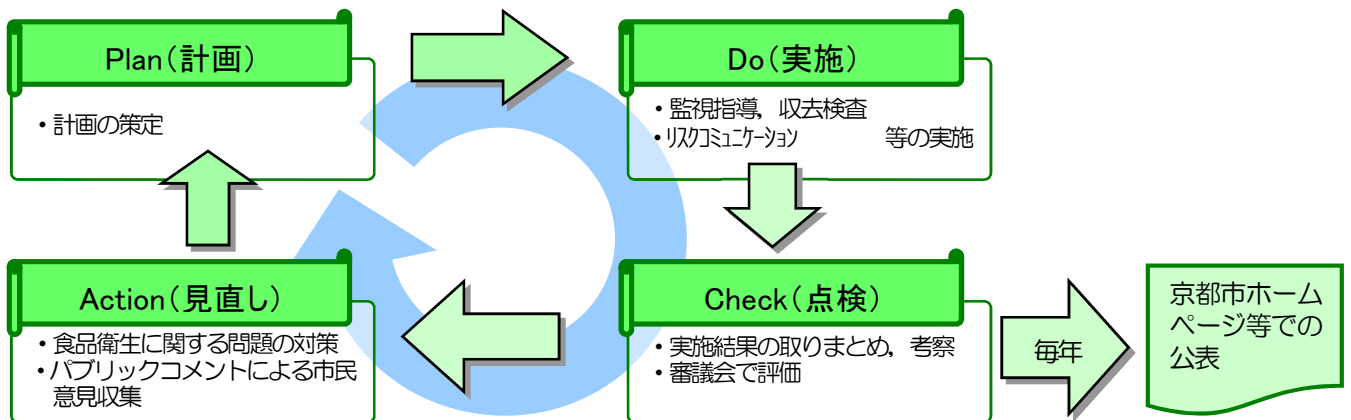 Plan(計画)
・計画の策定
Do(実施)
・監視指導，収去検査
・ﾘｽｸｺﾐｭﾆｹｰｼｮﾝ　　　等の実施
Action(見直し)
・食品衛生に関する問題の対策
・パブリックコメントによる市民
意見収集
Check(点検)
・実施結果の取りまとめ，考察
・審議会で評価
毎年
京都市ホーム
ページ等での
公表